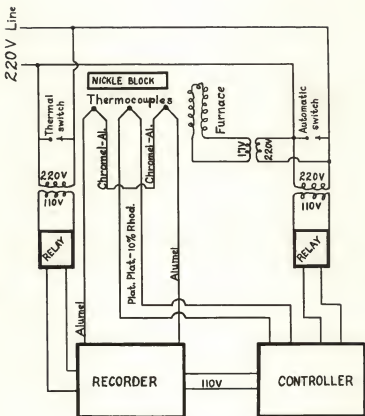 220V Line
NICKLE BLOCK
Thermocouples
Thermal
switch
Chromel-Al.
Chromel-Al.
Furnace
17V
220V
Automatic
switch
220V
110V
220V
110V
RELAY
RELAY
Plat. Plat-10% Rhod.
Alumel
Alumel
RECORDER
110V
CONTROLLER